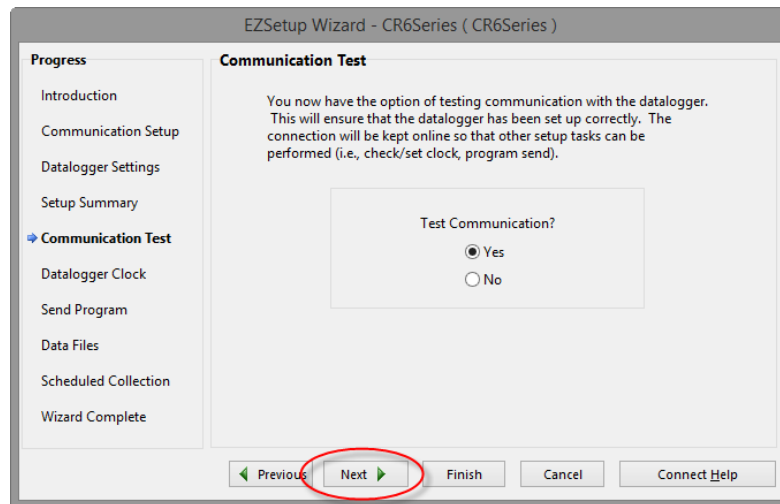 EZSetup Wizard - CR6Series ( CR6Series )
Progress
Introduction
Communication Setup
Datalogger Settings
Setup Summary
Communication Test
Datalogger Clock
Send Program
Data Files
Scheduled Collection
Wizard Complete
Communication Test
You now have the option of testing communication with the datalogger.
This will ensure that the datalogger has been set up correctly. The
connection will be kept online so that other setup tasks can be
performed (i.e., check/set clock, program send).
Test Communication?
Yes
No
Previous Next Finish Cancel Connect Help